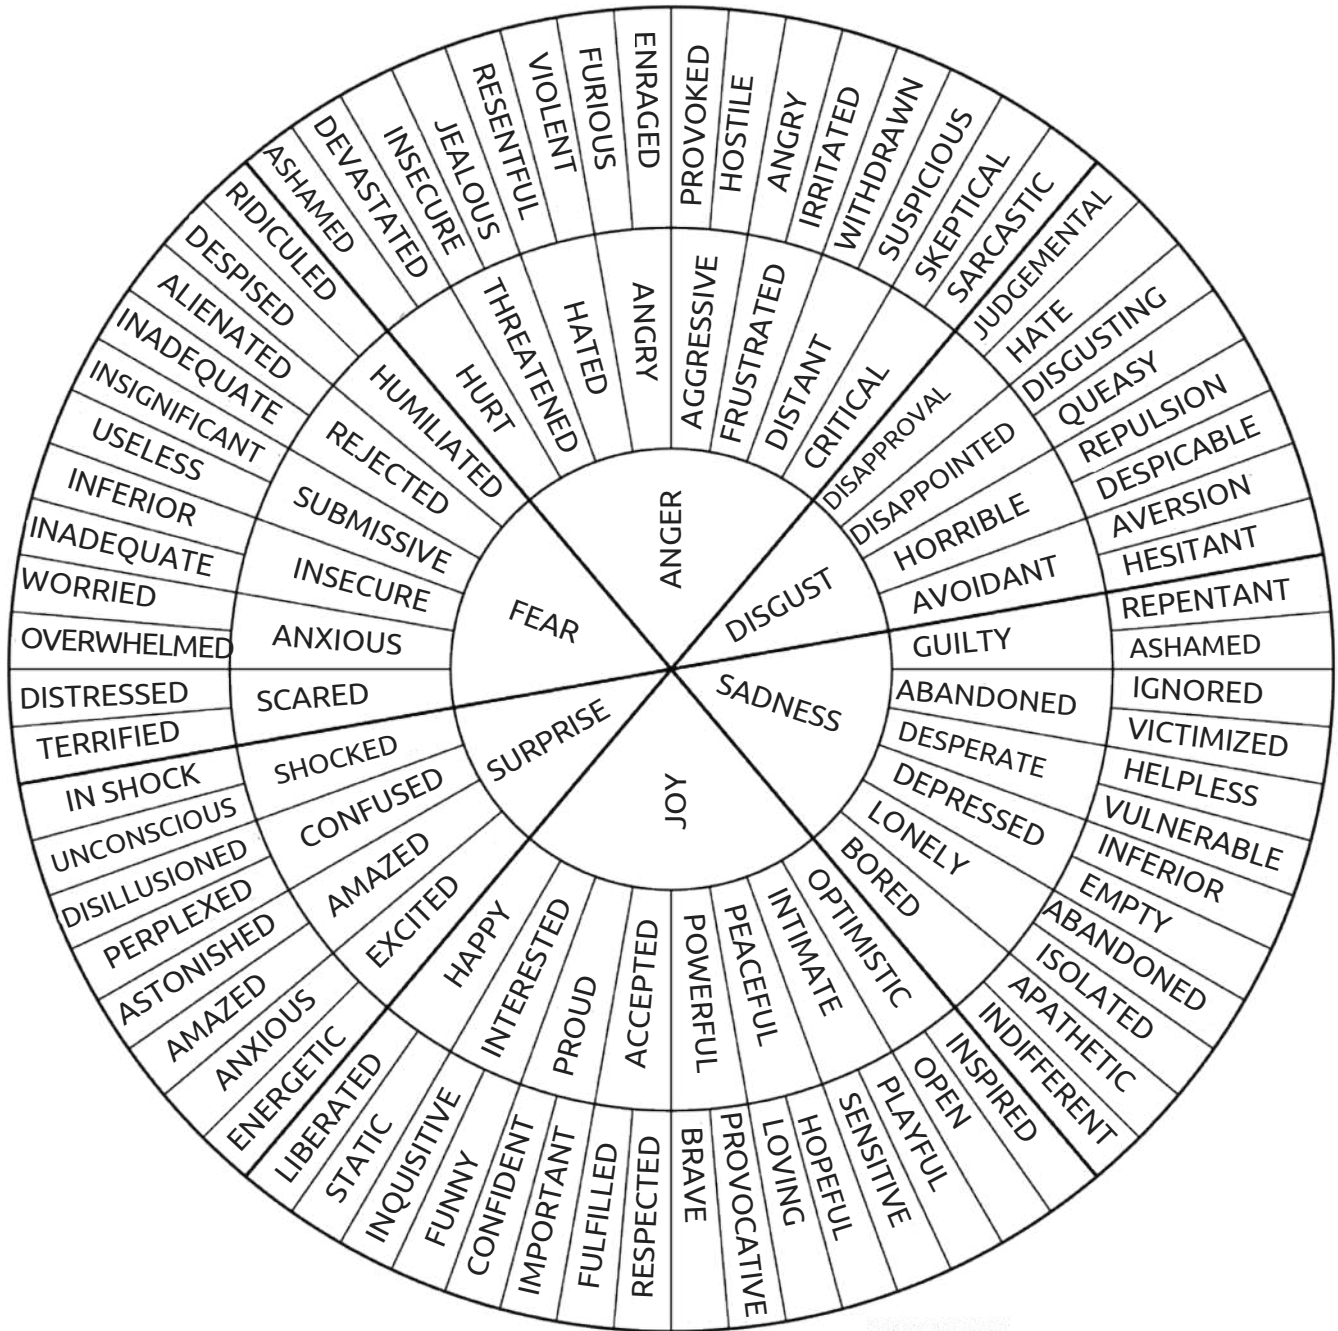 ANGER
DISGUST
SADNESS
JOY
SURPRISE
FEAR
HURT
THREATENED
HATED
ANGRY
AGGRESSIVE
FRUSTRATED
DISTANT
CRITICAL
DISAPPROVAL
DISAPPOINTED
HORRIBLE
AVOIDANT
GUILTY
ABANDONED
DESPERATE
DEPRESSED
LONELY
BORED
OPTIMISTIC
INTIMATE
PEACEFUL
POWERFUL
ACCEPTED
PROUD
INTERESTED
HAPPY
EXCITED
AMAZED
CONFUSED
SHOCKED
SCARED
ANXIOUS
INSECURE
SUBMISSIVE
REJECTED
HUMILIATED
ASHAMED
DEVASTATED
INSECURE
JEALOUS
RESENTFUL
VIOLENT
FURIOUS
ENRAGED
PROVOKED
HOSTILE
ANGRY
IRRITATED
WITHDRAWN
SUSPICIOUS
SKEPTICAL
SARCASTIC
JUDGEMENTAL
HATE
DISGUSTING
QUEASY
REPULSION
DESPICABLE
AVERSION
HESITANT
REPENTANT
ASHAMED
IGNORED
VICTIMIZED
HELPLESS
VULNERABLE
INFERIOR
EMPTY
ABANDONED
ISOLATED
APATHETIC
INDIFFERENT
INSPIRED
OPEN
PLAYFUL
SENSITIVE
HOPEFUL
LOVING
PROVOCATIVE
BRAVE
RESPECTED
FULFILLED
IMPORTANT
CONFIDENT
FUNNY
INQUISITIVE
STATIC
LIBERATED
ENERGETIC
ANXIOUS
AMAZED
ASTONISHED
PERPLEXED
DISILLUSIONED
UNCONSCIOUS
IN SHOCK
TERRIFIED
DISTRESSED
OVERWHELMED
WORRIED
INADEQUATE
INFERIOR
USELESS
INSIGNIFICANT
INADEQUATE
ALIENATED
DESPISED
RIDICULED